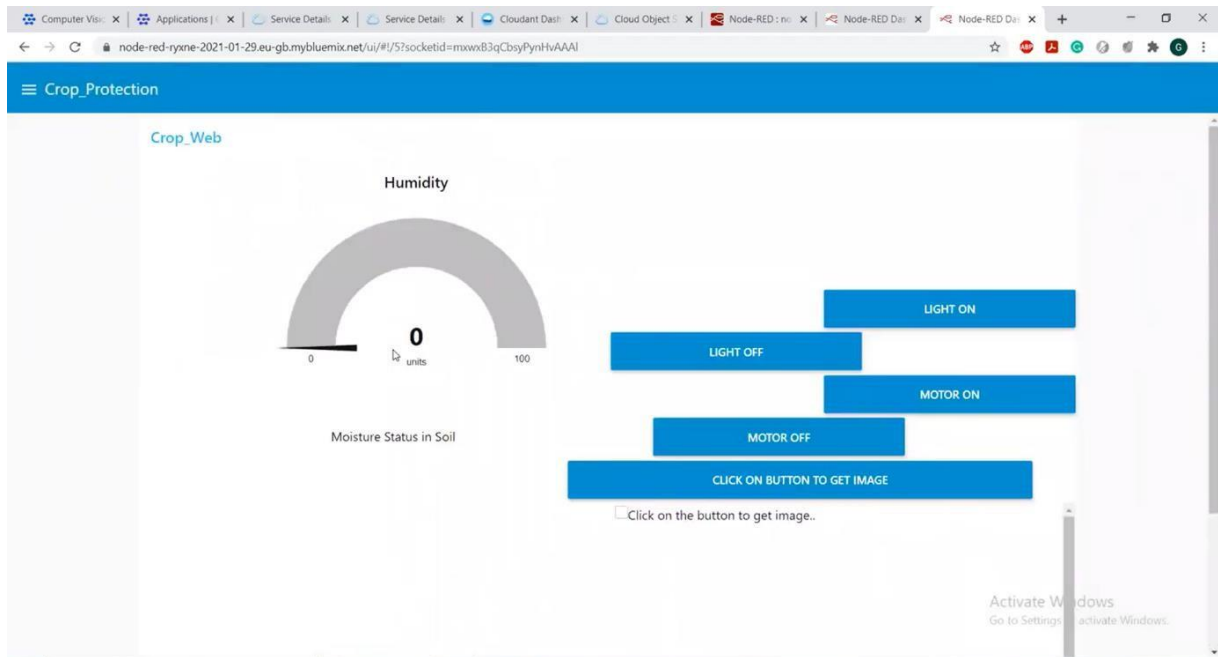 Computer Visic
Applications |
Service Details
Service Details
Cloudant Dash
Cloud Object S
Node-RED : no
Node-RED Das
Node-RED Das
node-red-ryxne-2021-01-29.eu-gb.mybluemix.net/ui/#!/5?socketid=mxwxB3qCbsyPynHvAAAl
ABP
G
Crop_Protection
Crop_Web
Humidity
LIGHT ON
0
units
0
100
LIGHT OFF
MOTOR ON
Moisture Status in Soil
MOTOR OFF
CLICK ON BUTTON TO GET IMAGE
Click on the button to get image..
Activate Windows
Go to Settings activate Windows.